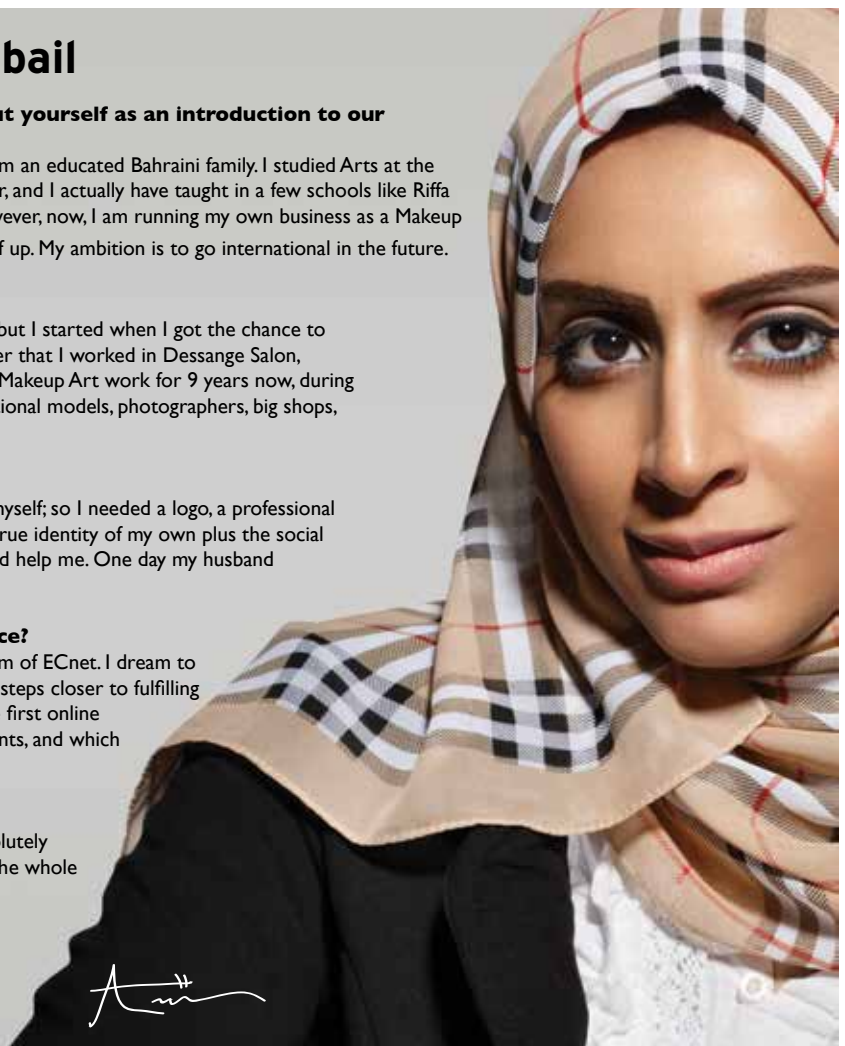 bail
ut yourself as an introduction to our
m an educated Bahraini family. I studied Arts at the
r, and I actually have taught in a few schools like Riffa
vever, now, I am running my own business as a Makeup
f up. My ambition is to go international in the future.
but I started when I got the chance to
er that I worked in Dessange Salon,
Makeup Art work for 9 years now, during
tional models, photographers, big shops,
nyself; so I needed a logo, a professional
rue identity of my own plus the social
d help me. One day my husband
ce?
m of ECnet. I dream to
steps closer to fulfilling
first online
nts, and which
olutely
he whole